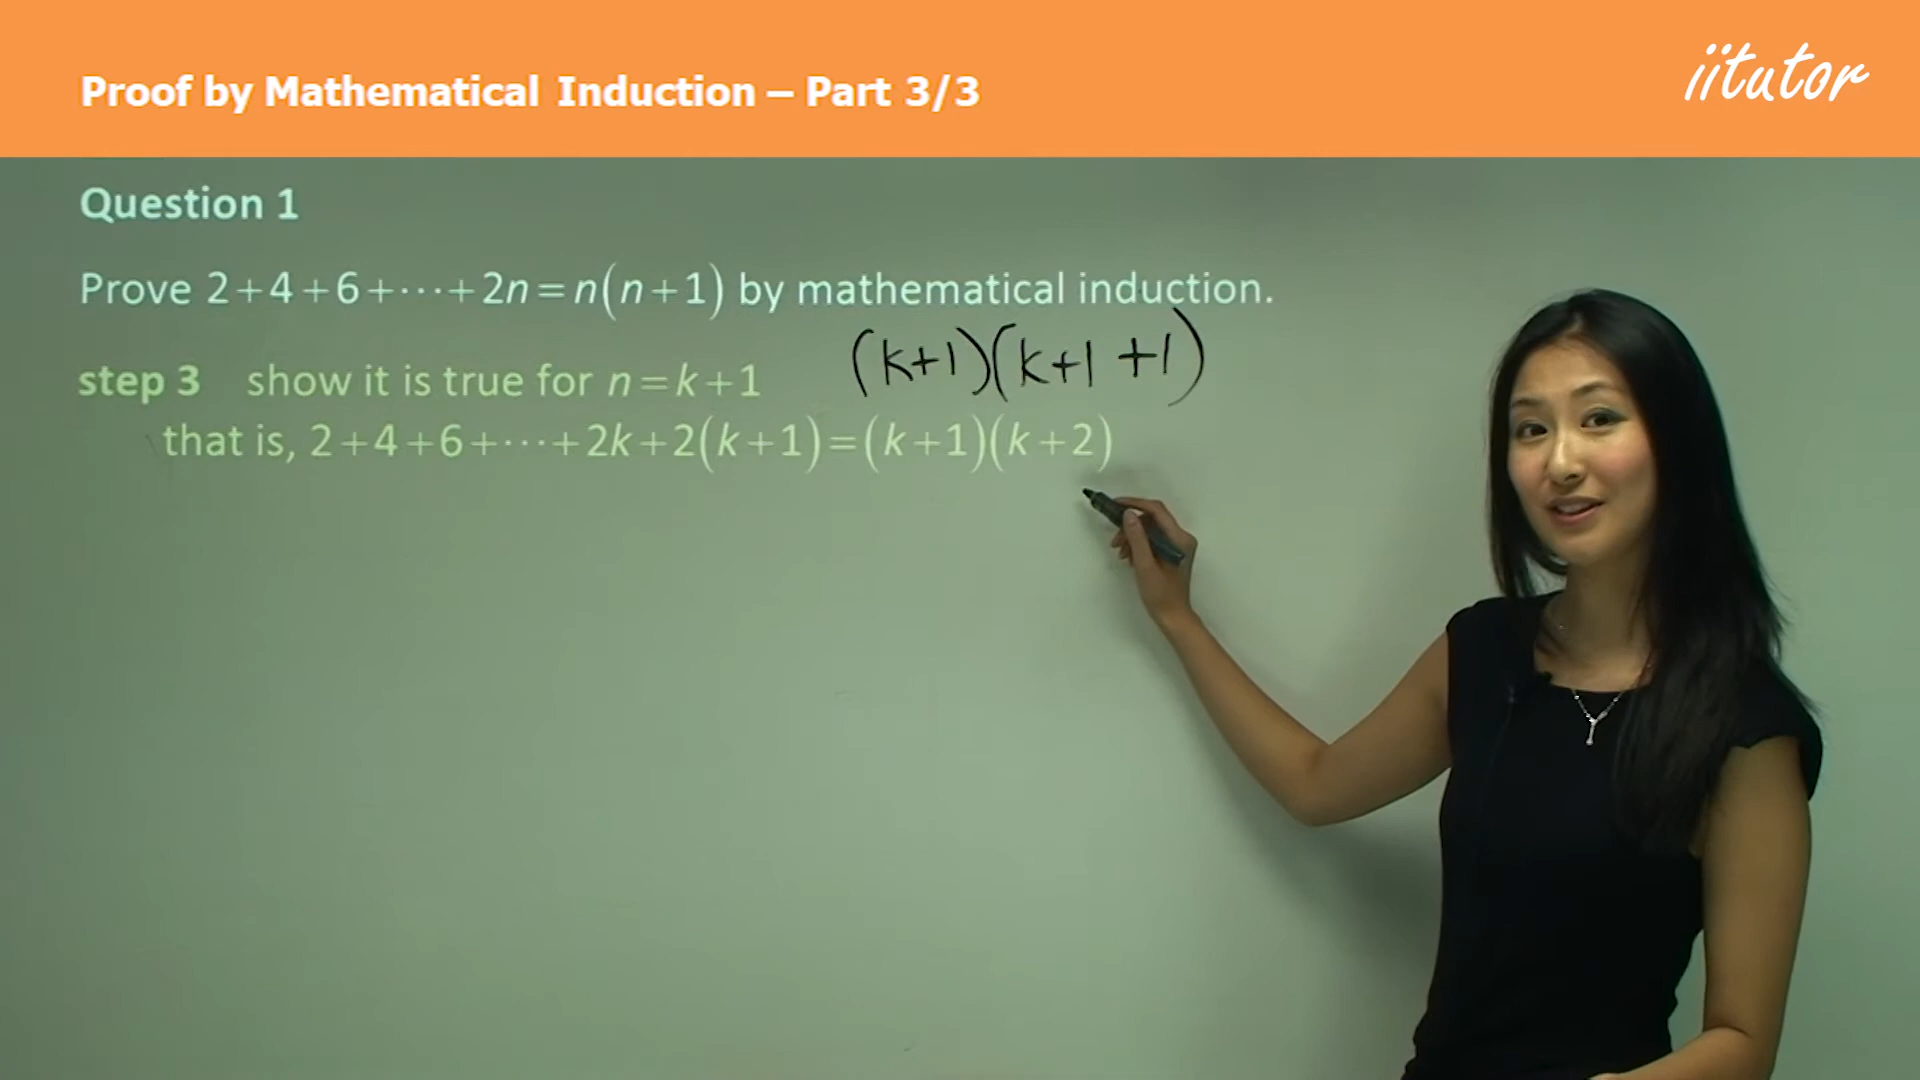 Proof by Mathematical Induction – Part 3/3
iitutor
Question 1
Prove 2+4+6+⋯+2n=n(n+1) by mathematical induction.
(k+1)(k+1+1)
step 3 show it is true for n=k+1
that is, 2+4+6+⋯+2k+2(k+1)=(k+1)(k+2)